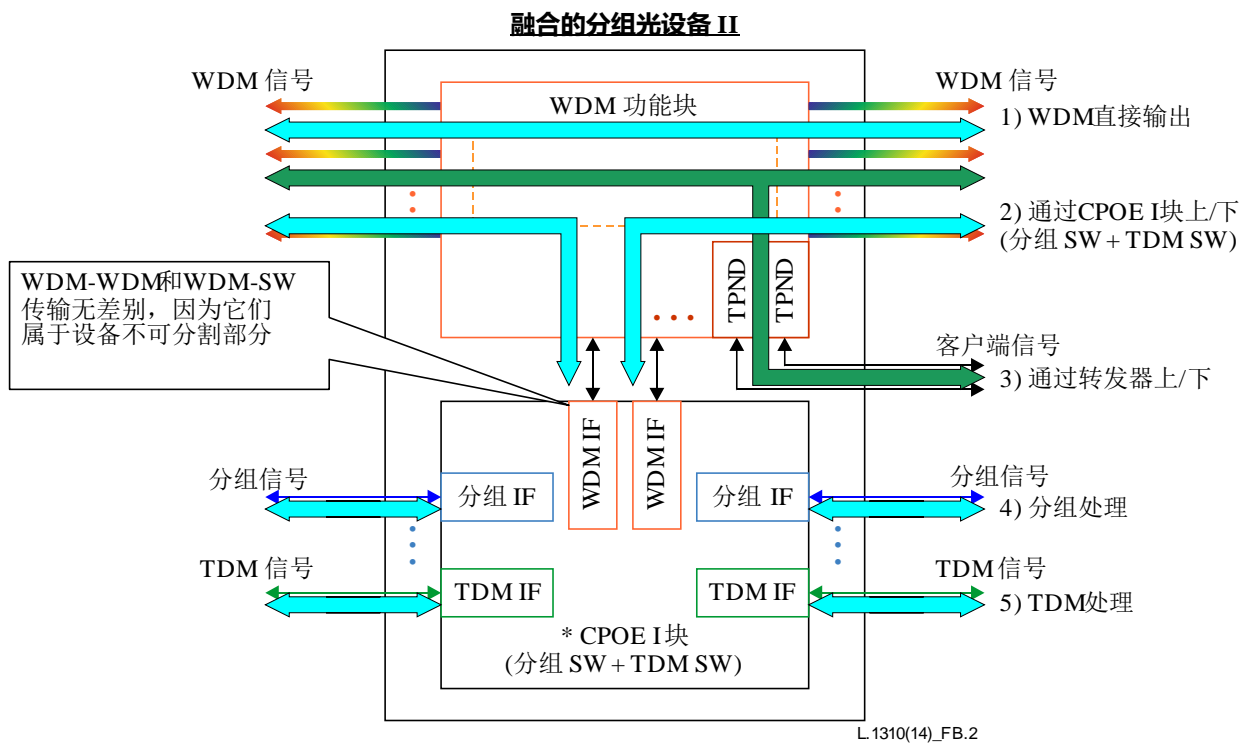 融合的分组光设备 II
WDM 信号
WDM 信号
WDM 功能块
1) WDM直接输出
2) 通过CPOE I块上/下
(分组 SW + TDM SW)
WDM-WDM和WDM-SW
传输无差别，因为它们
属于设备不可分割部分
TPND
TPND
客户端信号
3) 通过转发器上/下
WDM IF
WDM IF
分组信号
分组 IF
分组 IF
分组信号
4) 分组处理
TDM 信号
TDM IF
TDM IF
TDM 信号
5) TDM处理
* CPOE I 块
(分组 SW + TDM SW)
L.1310(14)_FB.2